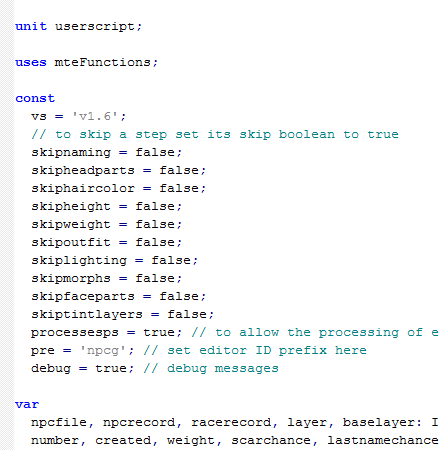 unit userscript;
uses mteFunctions;
const
vs = 'v1.6';
// to skip a step set its skip boolean to true
skipnaming = false;
skipheadparts = false;
skiphaircolor = false;
skipheight = false;
skipweight = false;
skipoutfit = false;
skiplighting = false;
skipmorphs = false;
skipfaceparts = false;
skiptintlayers = false;
processesps = true; // to allow the processing of e
pre = 'npcg'; // set editor ID prefix here
debug = true; // debug messages
var
npcfile, npcrecord, racerecord, layer, baselayer: I
number, created, weight, scarchance, lastnamechance